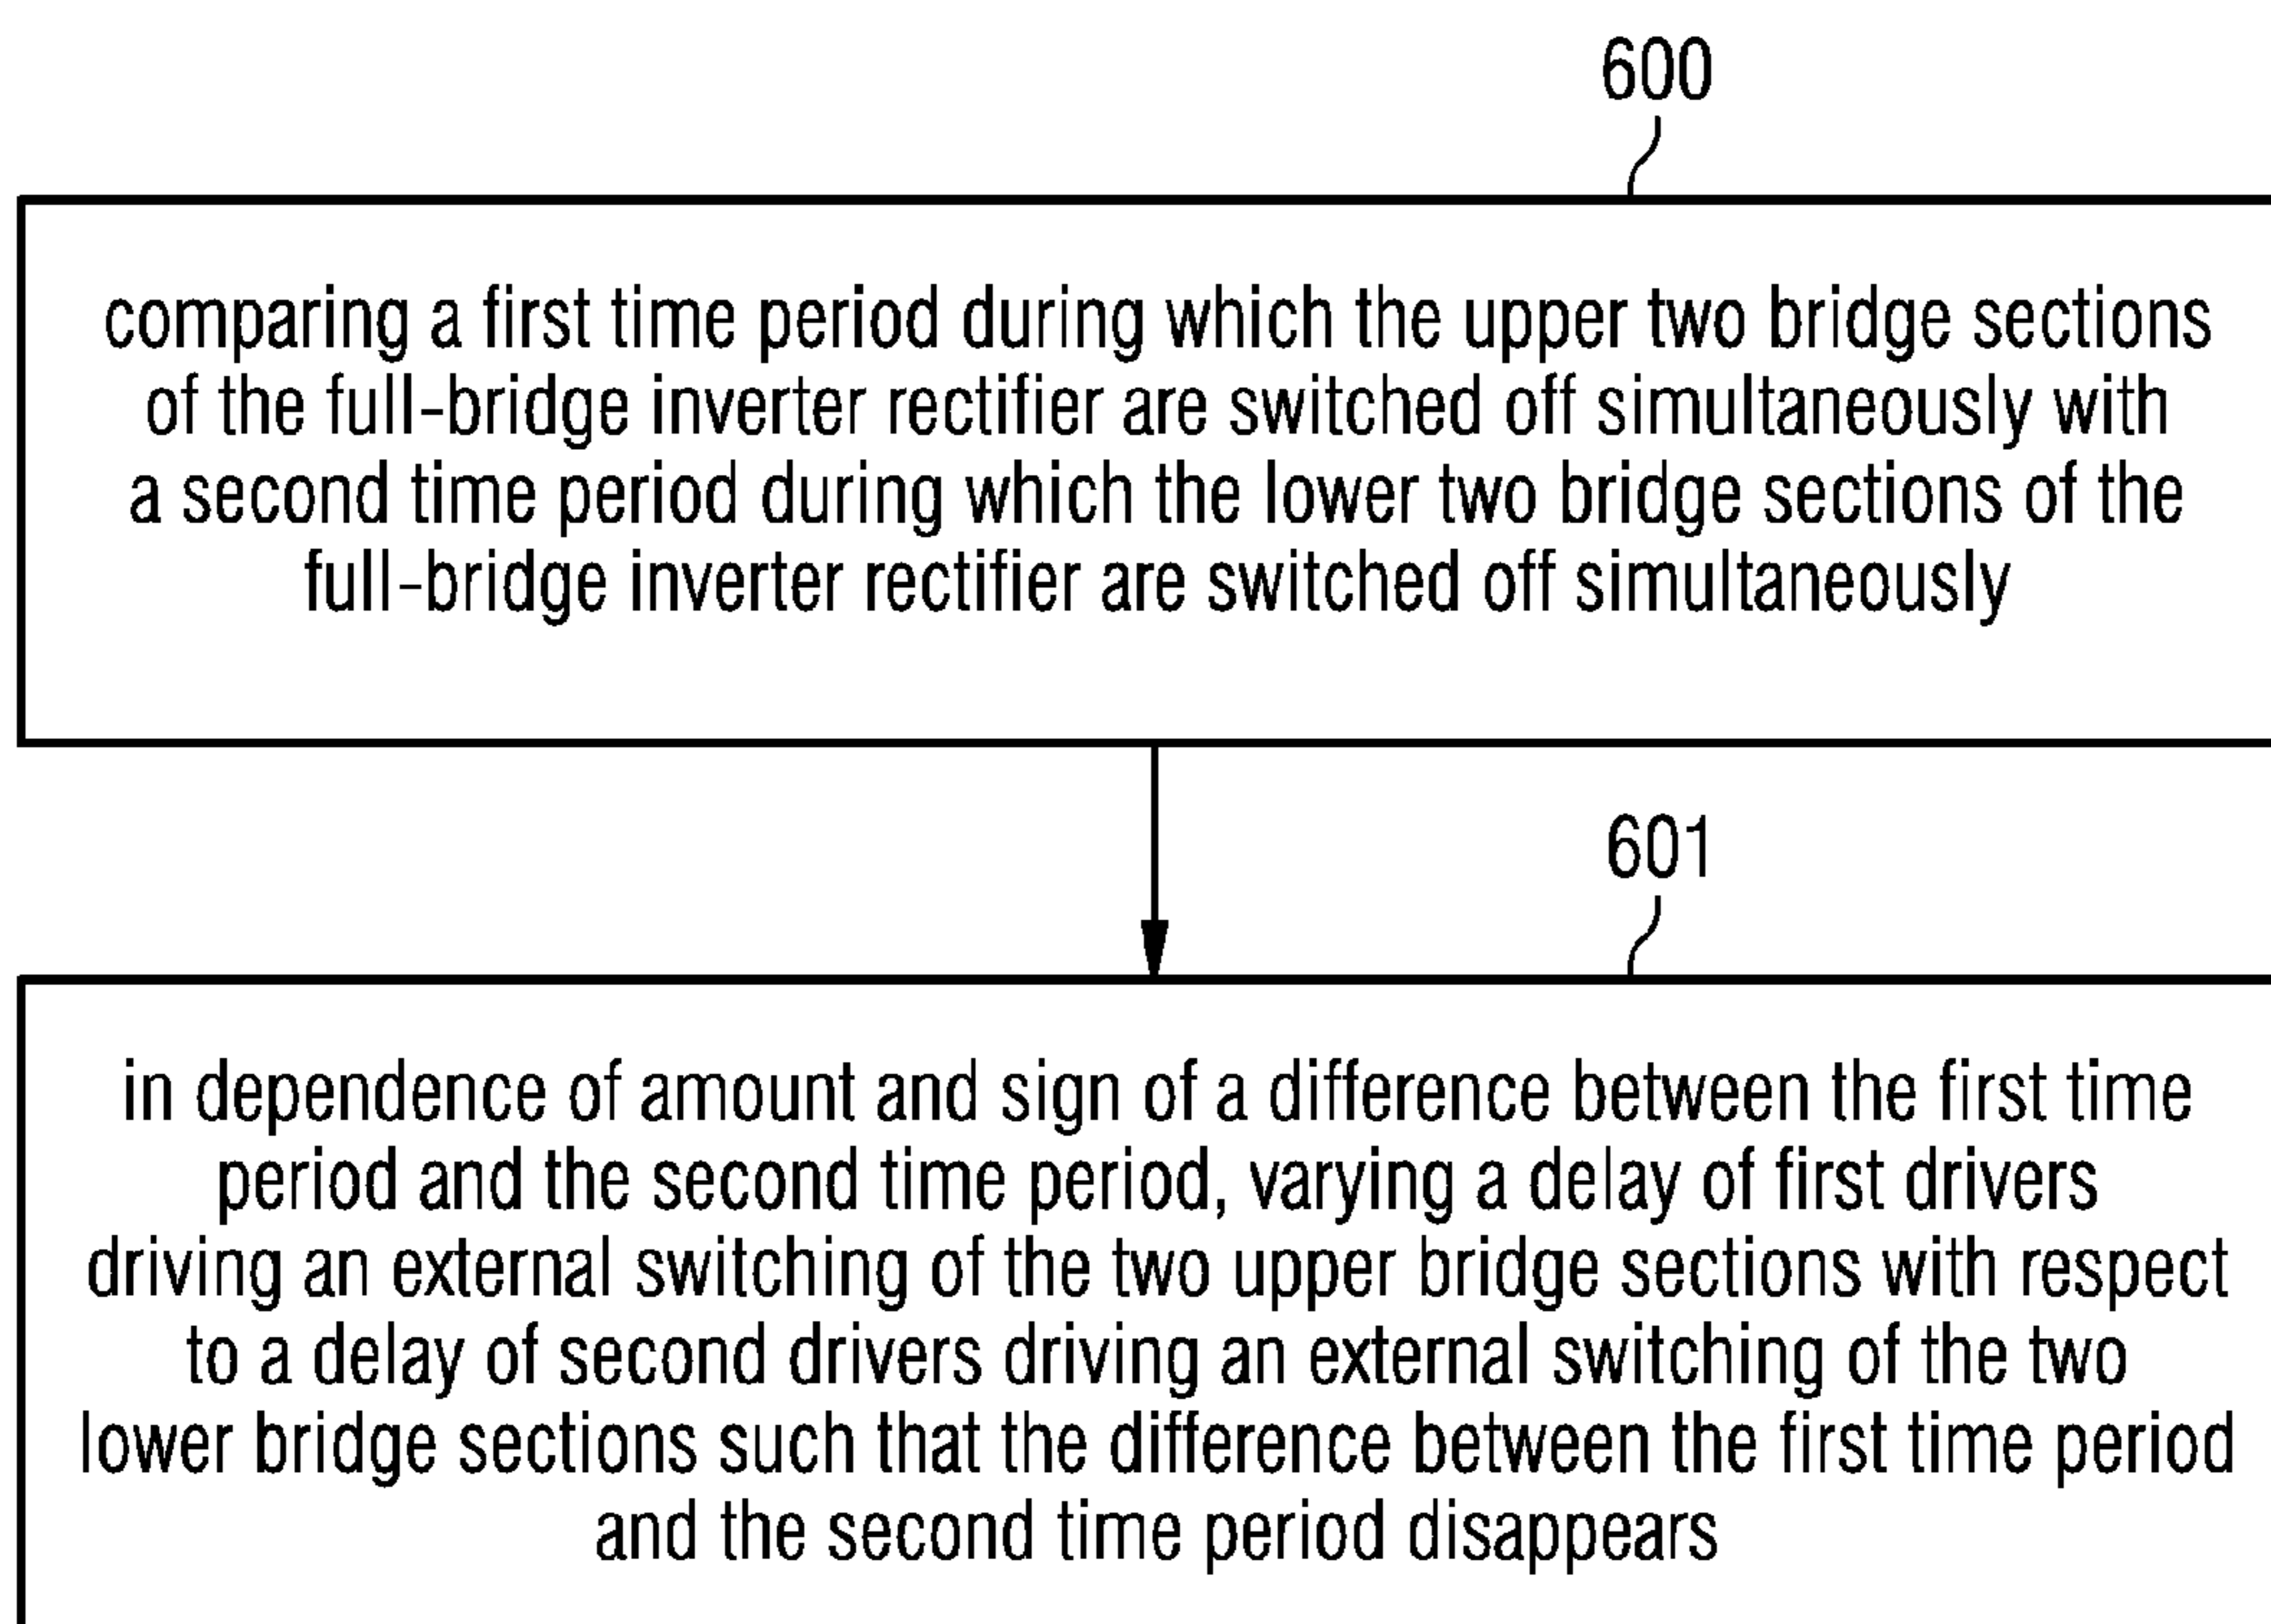 600
comparing a first time period during which the upper two bridge sections
of the full-bridge inverter rectifier are switched off simultaneously with
a second time period during which the lower two bridge sections of the
full-bridge inverter rectifier are switched off simultaneously
601
in dependence of amount and sign of a difference between the first time
period and the second time period, varying a delay of first drivers
driving an external switching of the two upper bridge sections with respect
to a delay of second drivers driving an external switching of the two
lower bridge sections such that the difference between the first time period
and the second time period disappears